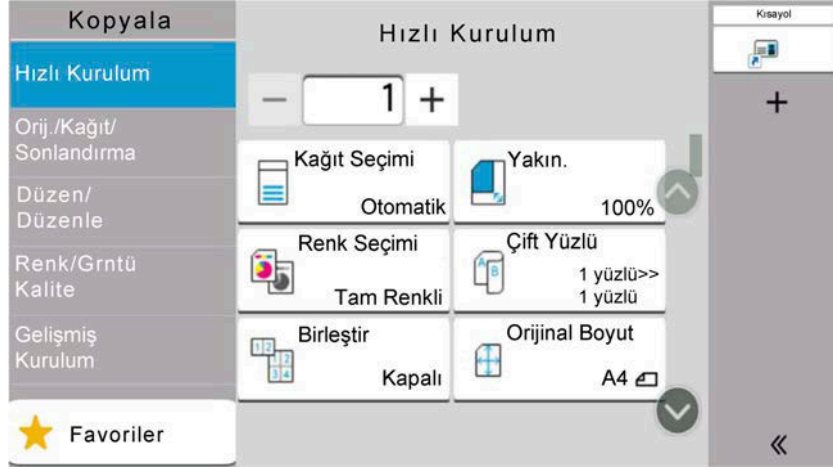 Kopyala
Hızlı Kurulum
Orij./Kağıt/
Sonlandırma
Düzen/
Düzenle
Renk/Grntü
Kalite
Gelişmiş
Kurulum
Favoriler
Hızlı Kurulum
1
Kağıt Seçimi
Otomatik
Yakın.
100%
Renk Seçimi
Tam Renkli
Çift Yüzlü
1 yüzlü>>
1 yüzlü
Birleştir
Kapalı
Orijinal Boyut
A4
Kısayol